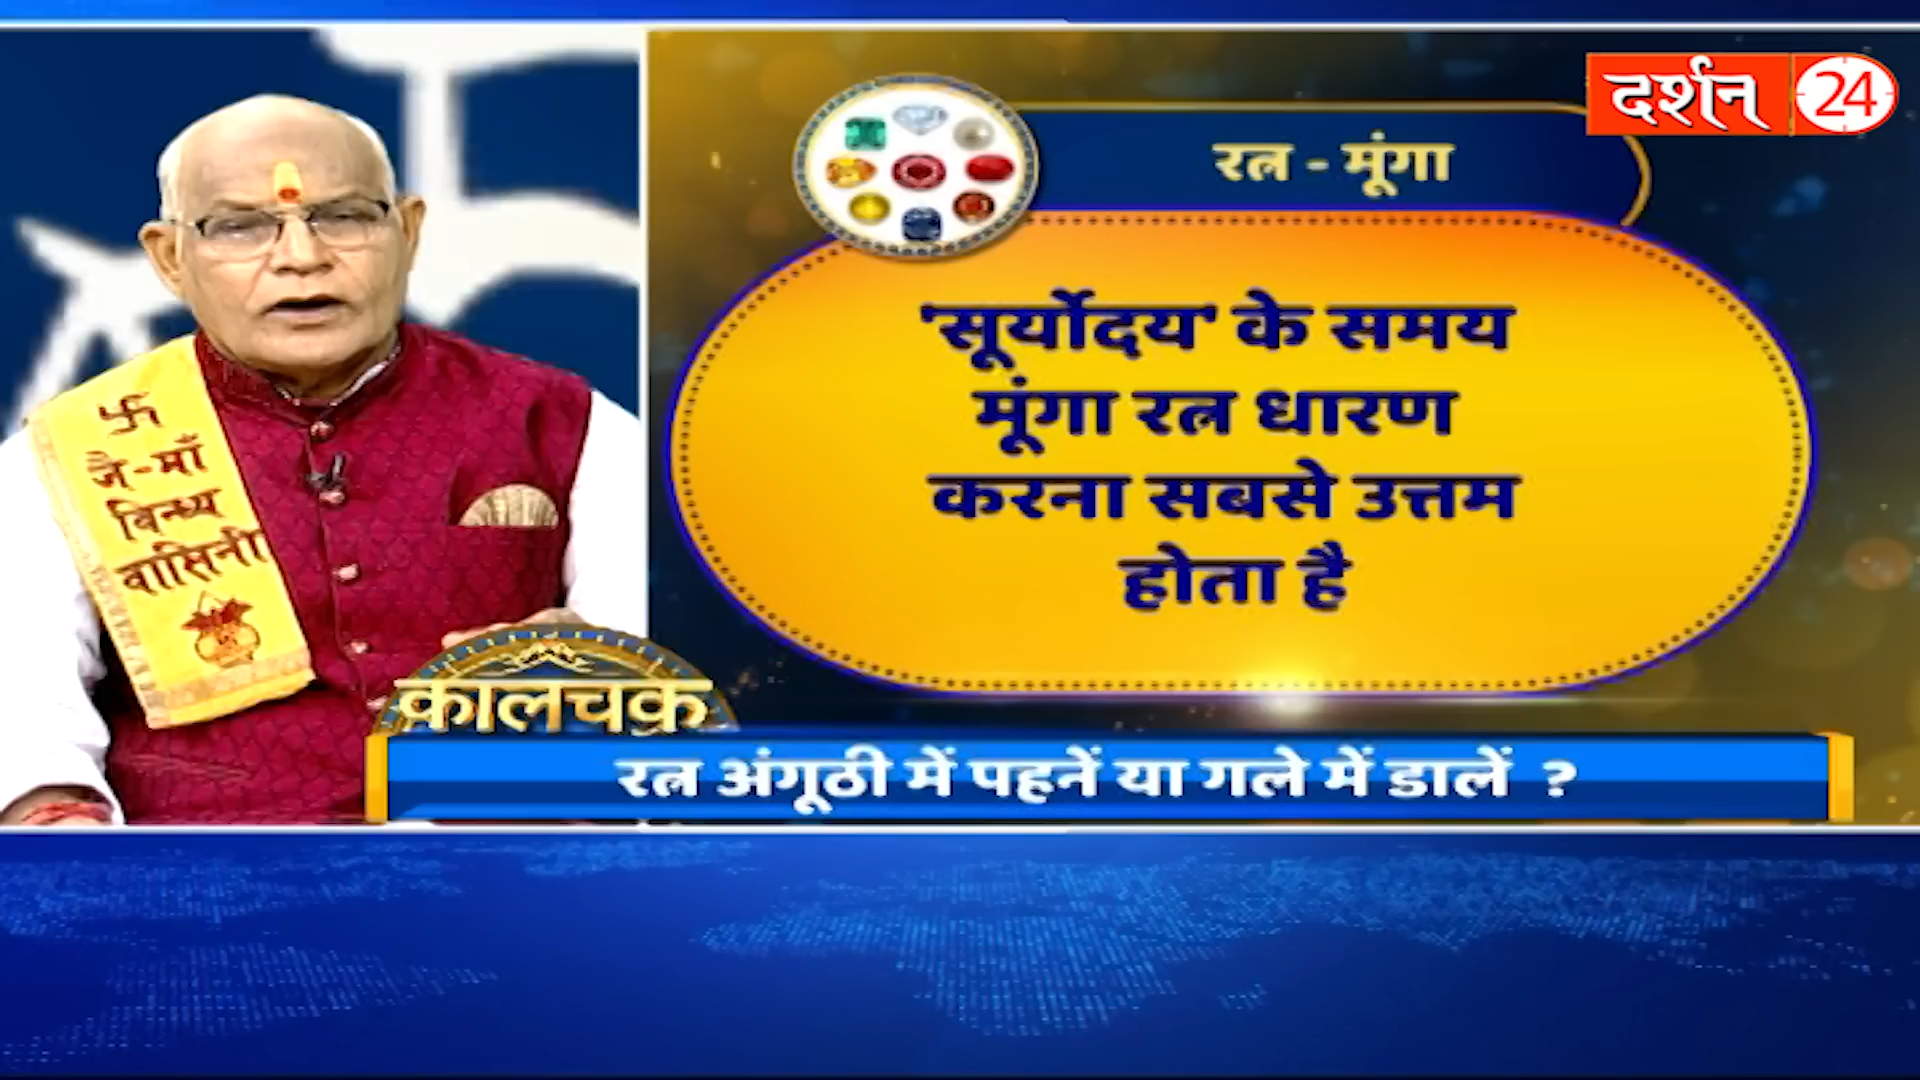 दर्शन 24
रत्न - मूंगा
'सूर्योदय' के समय
मूंगा रत्न धारण
करना सबसे उत्तम
होता है
जै-माँ
विन्ध्य
वासिनी
कालचक्र
रत्न अंगूठी में पहनें या गले में डालें ?